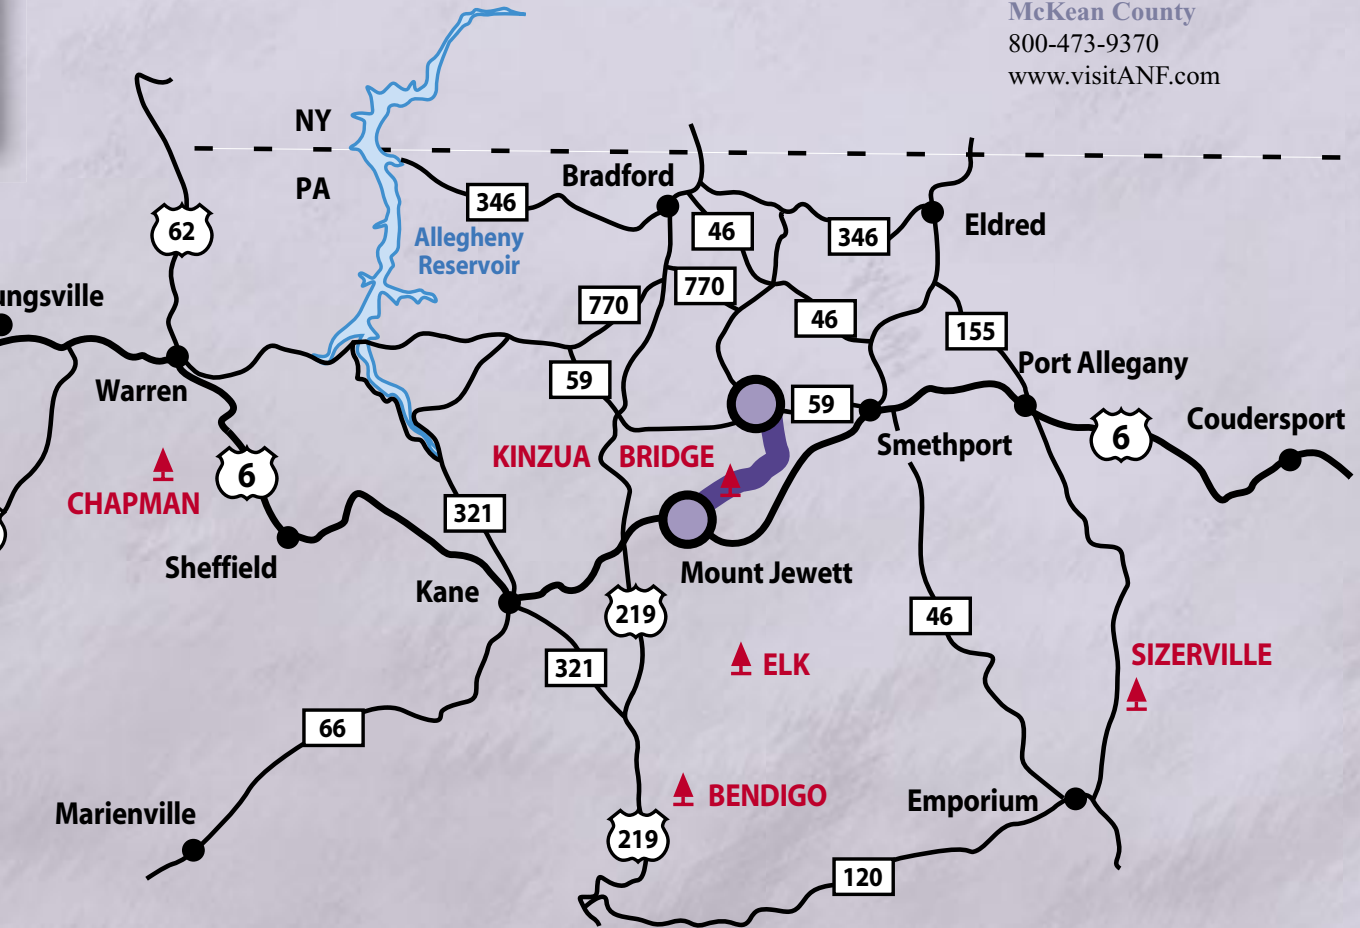 McKean County
800-473-9370
www.visitANF.com
NY
PA
62
346
Bradford
46
346
Eldred
Allegheny
Reservoir
770
770
46
155
ungsville
Warren
59
59
Port Allegany
6
Coudersport
Smethport
KINZUA BRIDGE
6
CHAPMAN
321
Sheffield
Mount Jewett
Kane
219
46
321
ELK
SIZERVILLE
66
BENDIGO
Emporium
Marienville
219
120